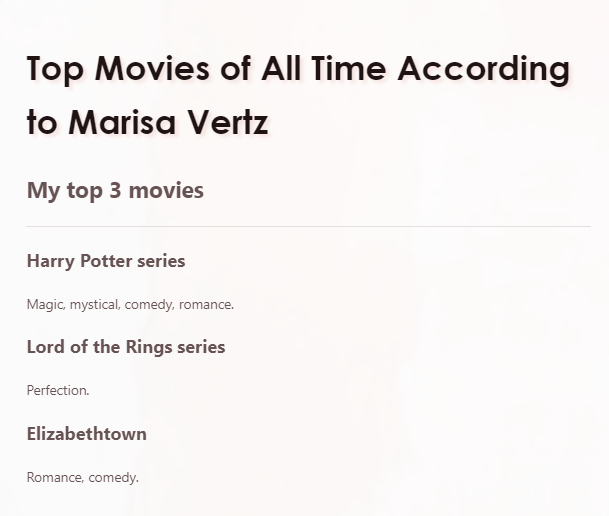 Top Movies of All Time According
to Marisa Vertz
My top 3 movies
Harry Potter series
Magic, mystical, comedy, romance.
Lord of the Rings series
Perfection.
Elizabethtown
Romance, comedy.